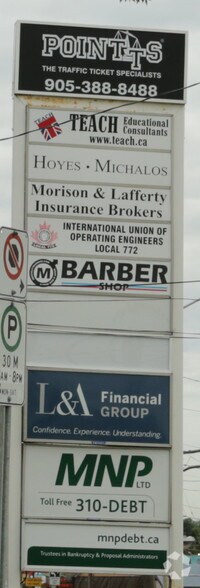 POINTTS
THE TRAFFIC TICKET SPECIALISTS
905-388-8488
TEACH Educational Consultants
www.teach.ca
HOYES • MICHALOS
Morison & Lafferty
Insurance Brokers
INTERNATIONAL UNION OF
OPERATING ENGINEERS
LOCAL 772
M BARBER
SHOP
P
30 M
8PM
L&A Financial
GROUP
Confidence. Experience. Understanding.
MNP
LTD
Toll Free 310-DEBT
mnpdebt.ca
Trustees in Bankruptcy & Proposal Administrators